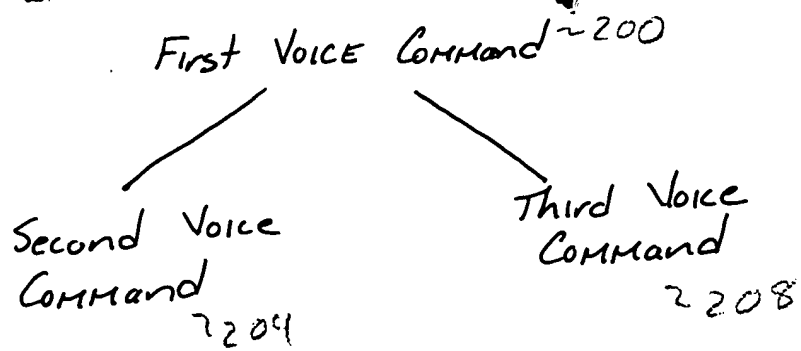 First Voice Command ~200
Second Voice
Command
~204
Third Voice
Command
~208